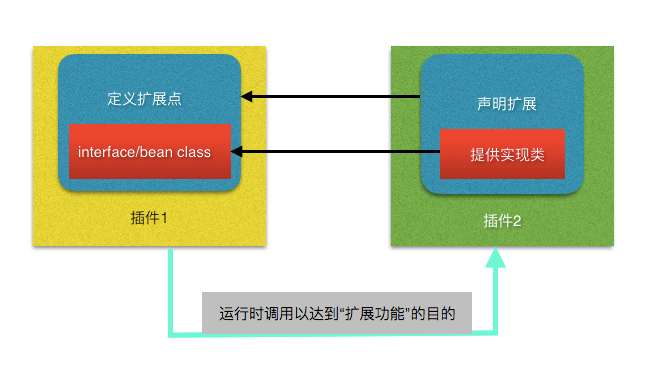 定义扩展点
interface/bean class
插件1
声明扩展
提供实现类
插件2
运行时调用以达到“扩展功能”的目的